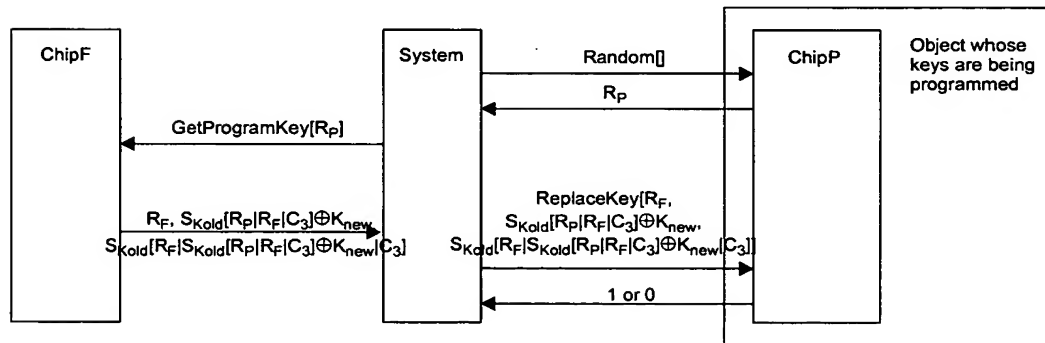 ChipF
System
ChipP
Object whose
keys are being
programmed
Random[]
R_P
GetProgramKey[R_P]
R_F, S_Kold[R_P|R_F|C_3]⊕K_new
S_Kold[R_F|S_Kold[R_P|R_F|C_3]⊕K_new|C_3]
ReplaceKey[R_F,
S_Kold[R_P|R_F|C_3]⊕K_new,
S_Kold[R_F|S_Kold[R_P|R_F|C_3]⊕K_new|C_3]]
1 or 0